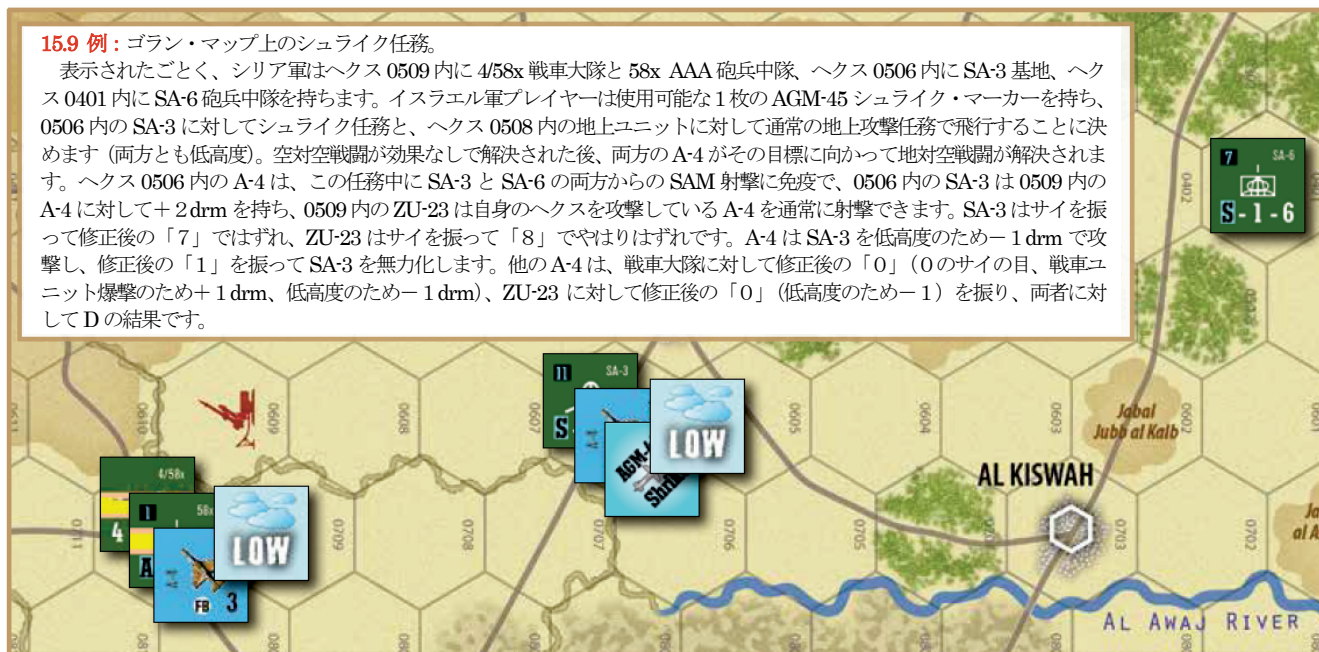 15.9 例：ゴラン・マップ上のシュライク任務。
表示されたごとく、シリア軍はヘクス 0509 内に 4/58x 戦車大隊と 58x AAA 砲兵中隊、ヘクス 0506 内に SA-3 基地、ヘク
ス 0401 内に SA-6 砲兵中隊を持ちます。イスラエル軍プレイヤーは使用可能な 1 枚の AGM-45 シュライク・マーカーを持ち、
0506 内の SA-3 に対してシュライク任務と、ヘクス 0508 内の地上ユニットに対して通常の地上攻撃任務で飛行することに決
めます（両方とも低高度）。空対空戦闘が効果なしで解決された後、両方の A-4 がその目標に向かって地対空戦闘が解決されま
す。ヘクス 0506 内の A-4 は、この任務中に SA-3 と SA-6 の両方からの SAM 射撃に免疫で、0506 内の SA-3 は 0509 内の
A-4 に対して＋2 drm を持ち、0509 内の ZU-23 は自身のヘクスを攻撃している A-4 を通常に射撃できます。SA-3 はサイを振
って修正後の「7」ではずれ、ZU-23 はサイを振って「8」でやはりはずれです。A-4 は SA-3 を低高度のため－1 drm で攻
撃し、修正後の「1」を振って SA-3 を無力化します。他の A-4 は、戦車大隊に対して修正後の「0」（0 のサイの目、戦車ユ
ニット爆撃のため＋1 drm、低高度のため－1 drm）、ZU-23 に対して修正後の「0」（低高度のため－1）を振り、両者に対
して D の結果です。
7 SA-6
S-1-6
0402
0611
0610
0609
0608
0607
11 SA-3
S
A-4
AGM-4
Shrik
LOW
0605
0604
Jabal
Jubb al Kalb
0602
0601
AL KISWAH
4/58x
4
1 58x
A
A-4
FB 3
LOW
0711
0709
0708
0707
0706
0703
0702
Ja
al A
AL AWAJ RIVER